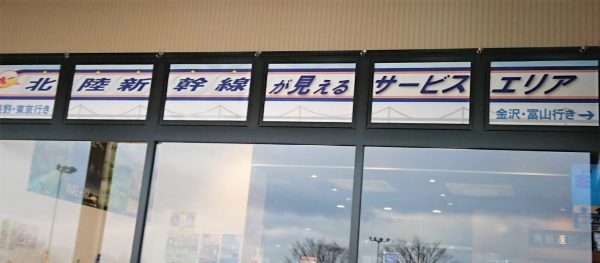 北陸新幹線が見えるサービスエリア
野・東京行き
金沢・富山行き→